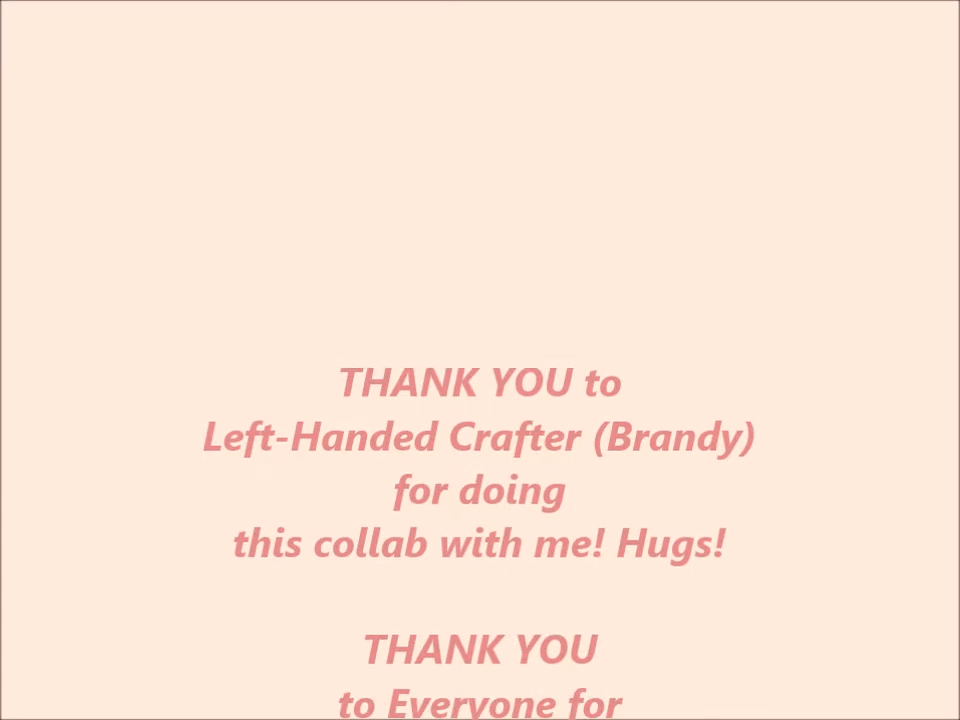 THANK YOU to
Left-Handed Crafter (Brandy)
for doing
this collab with me! Hugs!
THANK YOU
to Everyone for